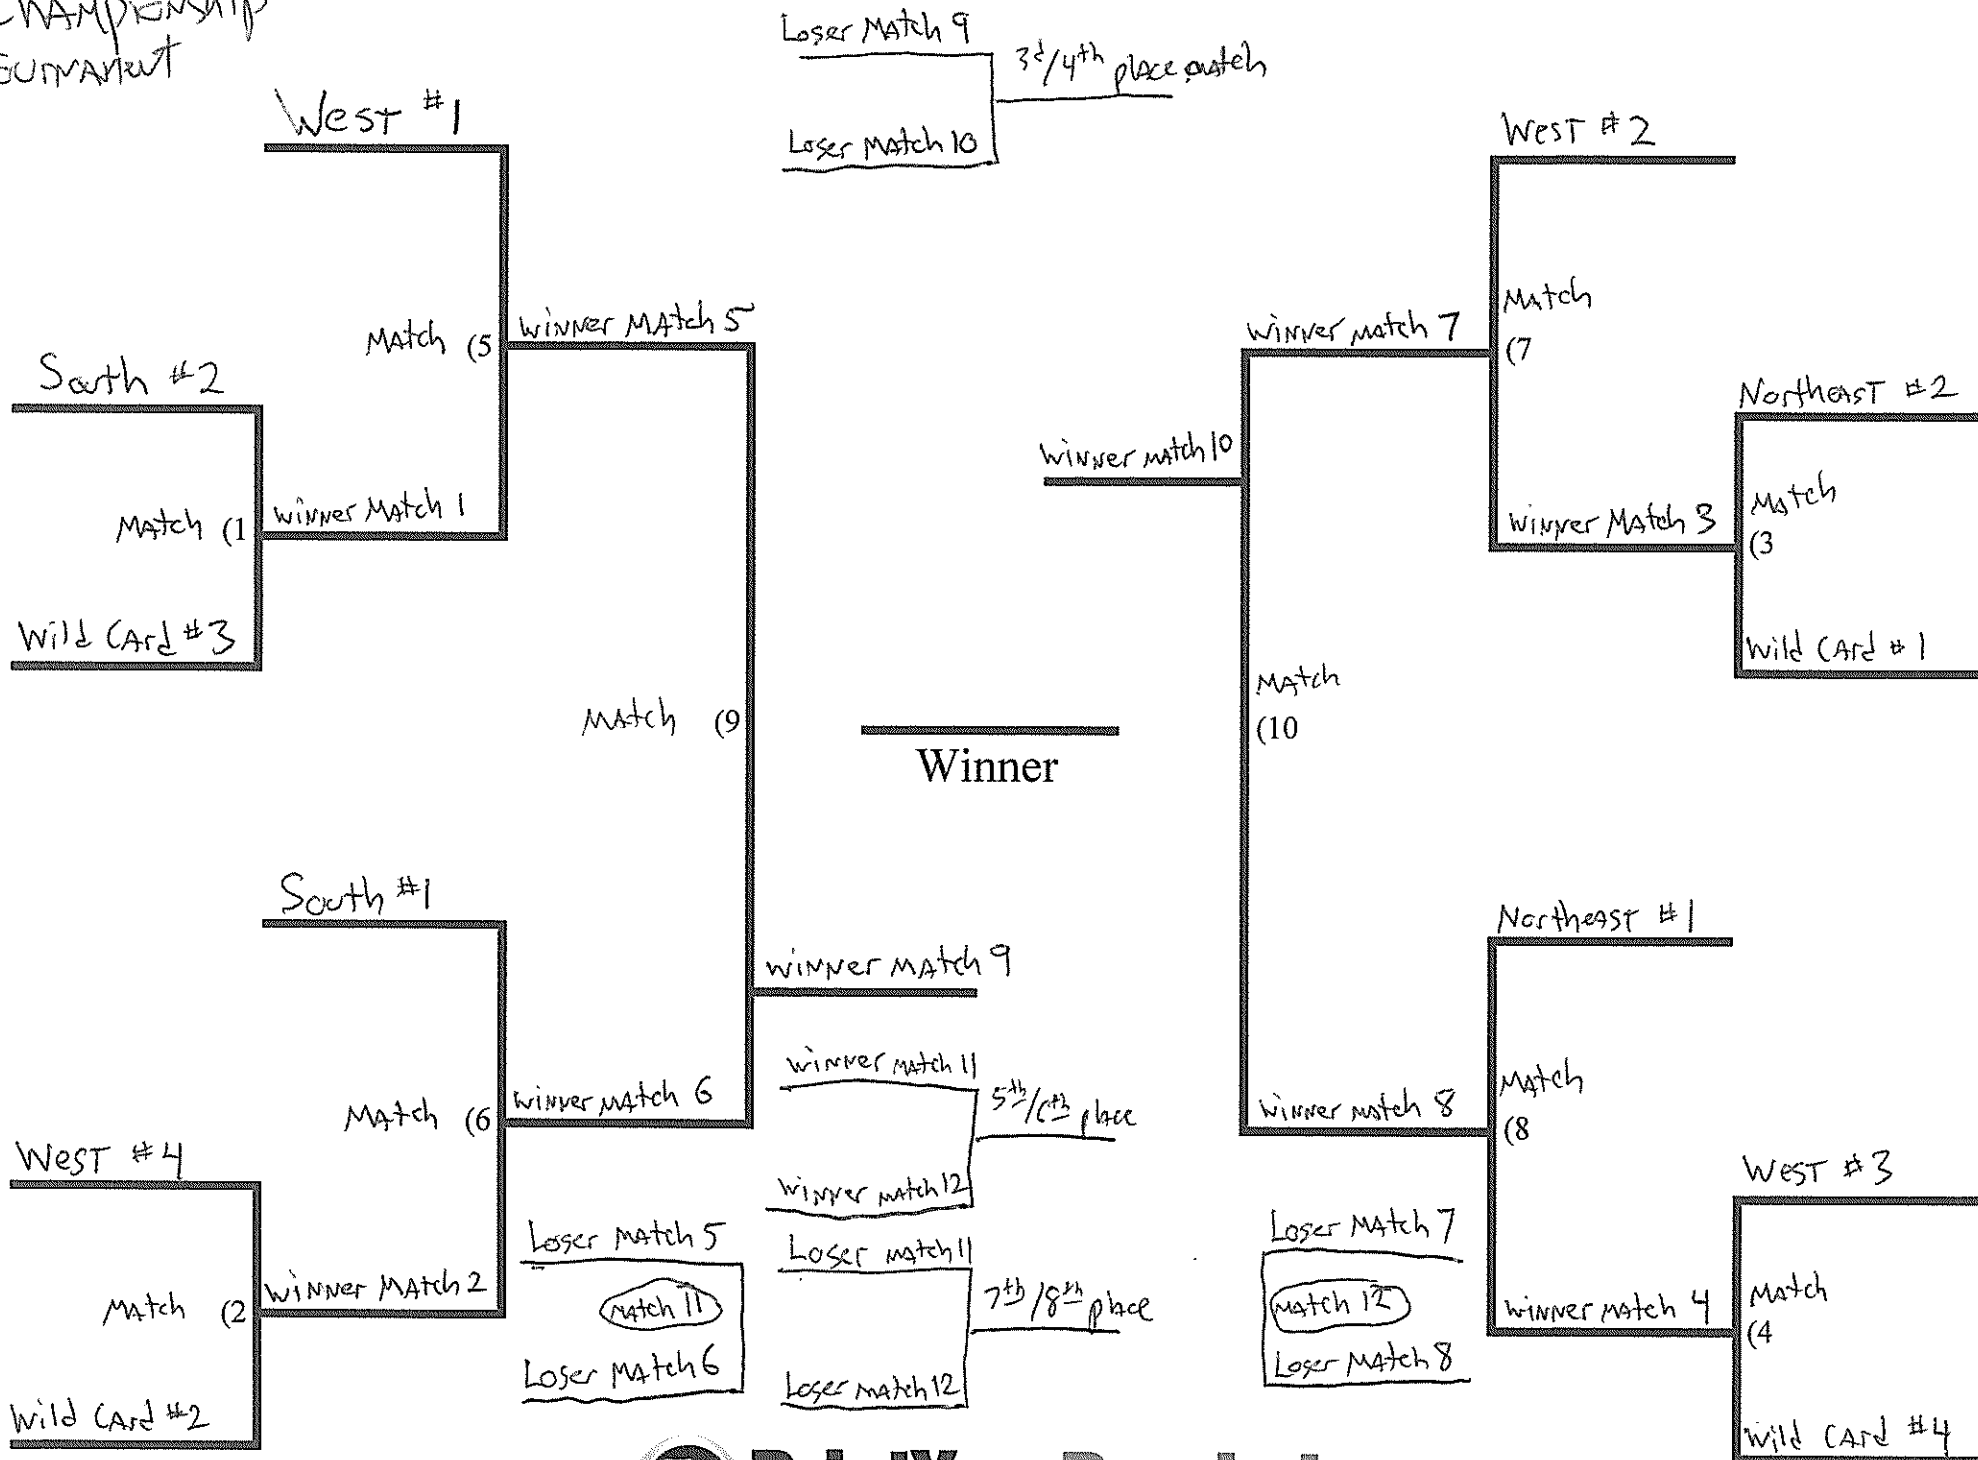 CHAMPIONSHIP
West #1
South #2
Match (1
Wild Card #3
Match (5
winner Match 1
winner Match 5
Match (9
South #1
West #4
Match (2
Wild Card #2
Match (6
winner Match 2
winner match 6
winner match 9
Loser Match 9
3d/4th place match
Loser Match 10
Winner
winner match 11
5th/6th place
winner match 12
Loser Match 5
Match 11
Loser Match 6
Loser match 11
7th/8th place
Loser match 12
West #2
Match
(7
Northeast #2
Match
(3
Wild Card #1
winner Match 3
winner match 7
winner match 10
Match
(10
Northeast #1
Match
(8
winner match 8
West #3
Match
(4
Wild Card #4
winner match 4
Loser Match 7
Match 12
Loser Match 8